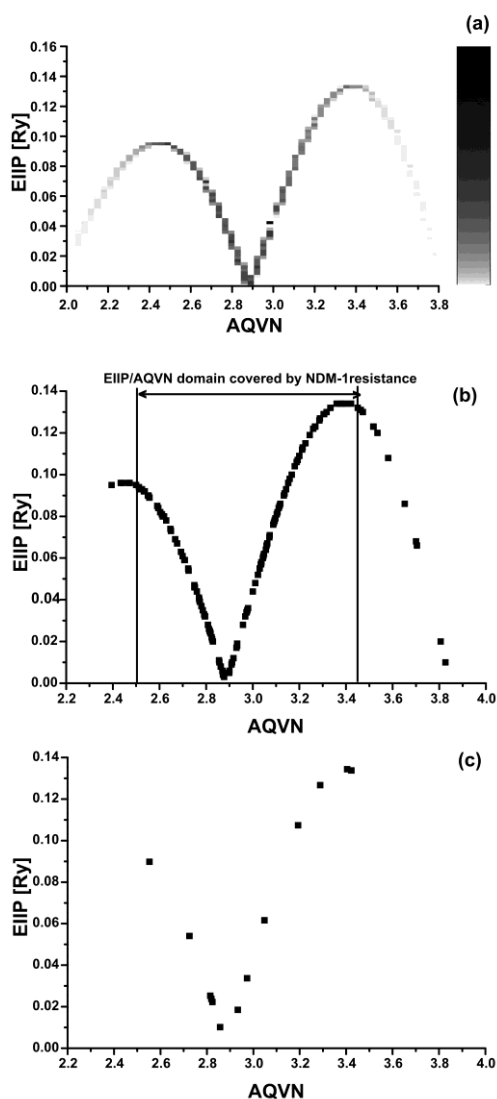 (a)
0.16
0.14
0.12
0.10
0.08
0.06
0.04
0.02
0.00
EIIP [Ry]
2.0 2.2 2.4 2.6 2.8 3.0 3.2 3.4 3.6 3.8
AQVN
EIIP/AQVN domain covered by NDM-1resistance
(b)
0.14
0.12
0.10
0.08
0.06
0.04
0.02
0.00
EIIP [Ry]
2.2 2.4 2.6 2.8 3.0 3.2 3.4 3.6 3.8 4.0
AQVN
(c)
0.14
0.12
0.10
0.08
0.06
0.04
0.02
0.00
EIIP [Ry]
2.2 2.4 2.6 2.8 3.0 3.2 3.4 3.6 3.8 4.0
AQVN